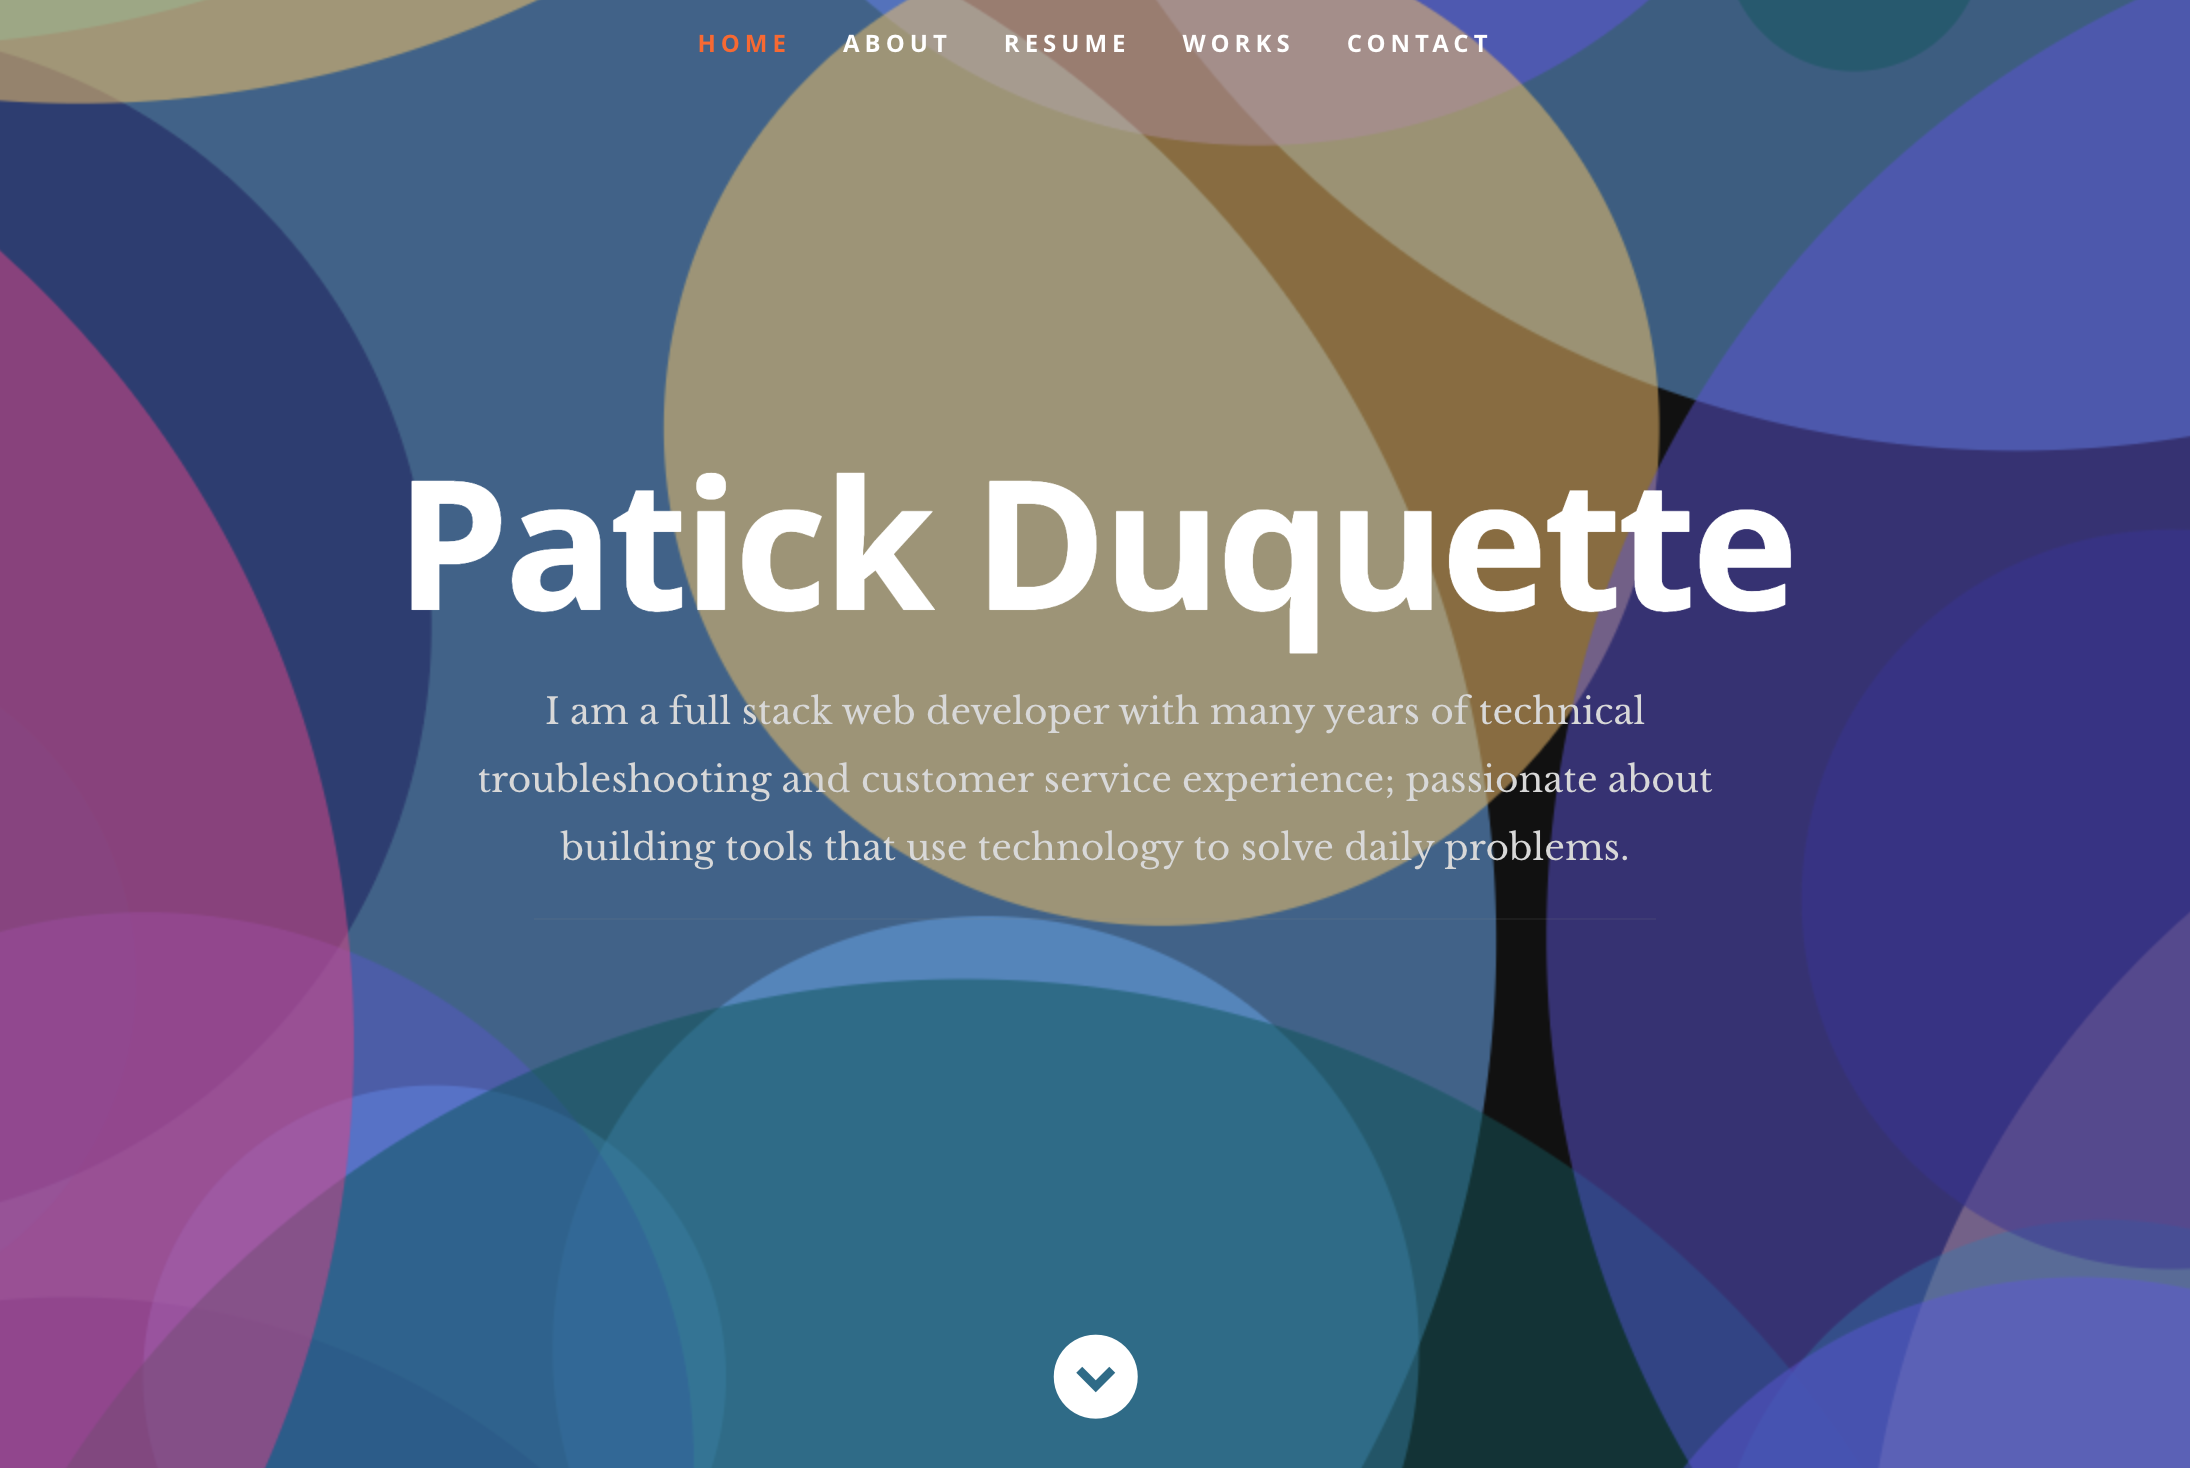 HOME ABOUT RESUME WORKS CONTACT
Patick Duquette
I am a full stack web developer with many years of technical
troubleshooting and customer service experience; passionate about
building tools that use technology to solve daily problems.